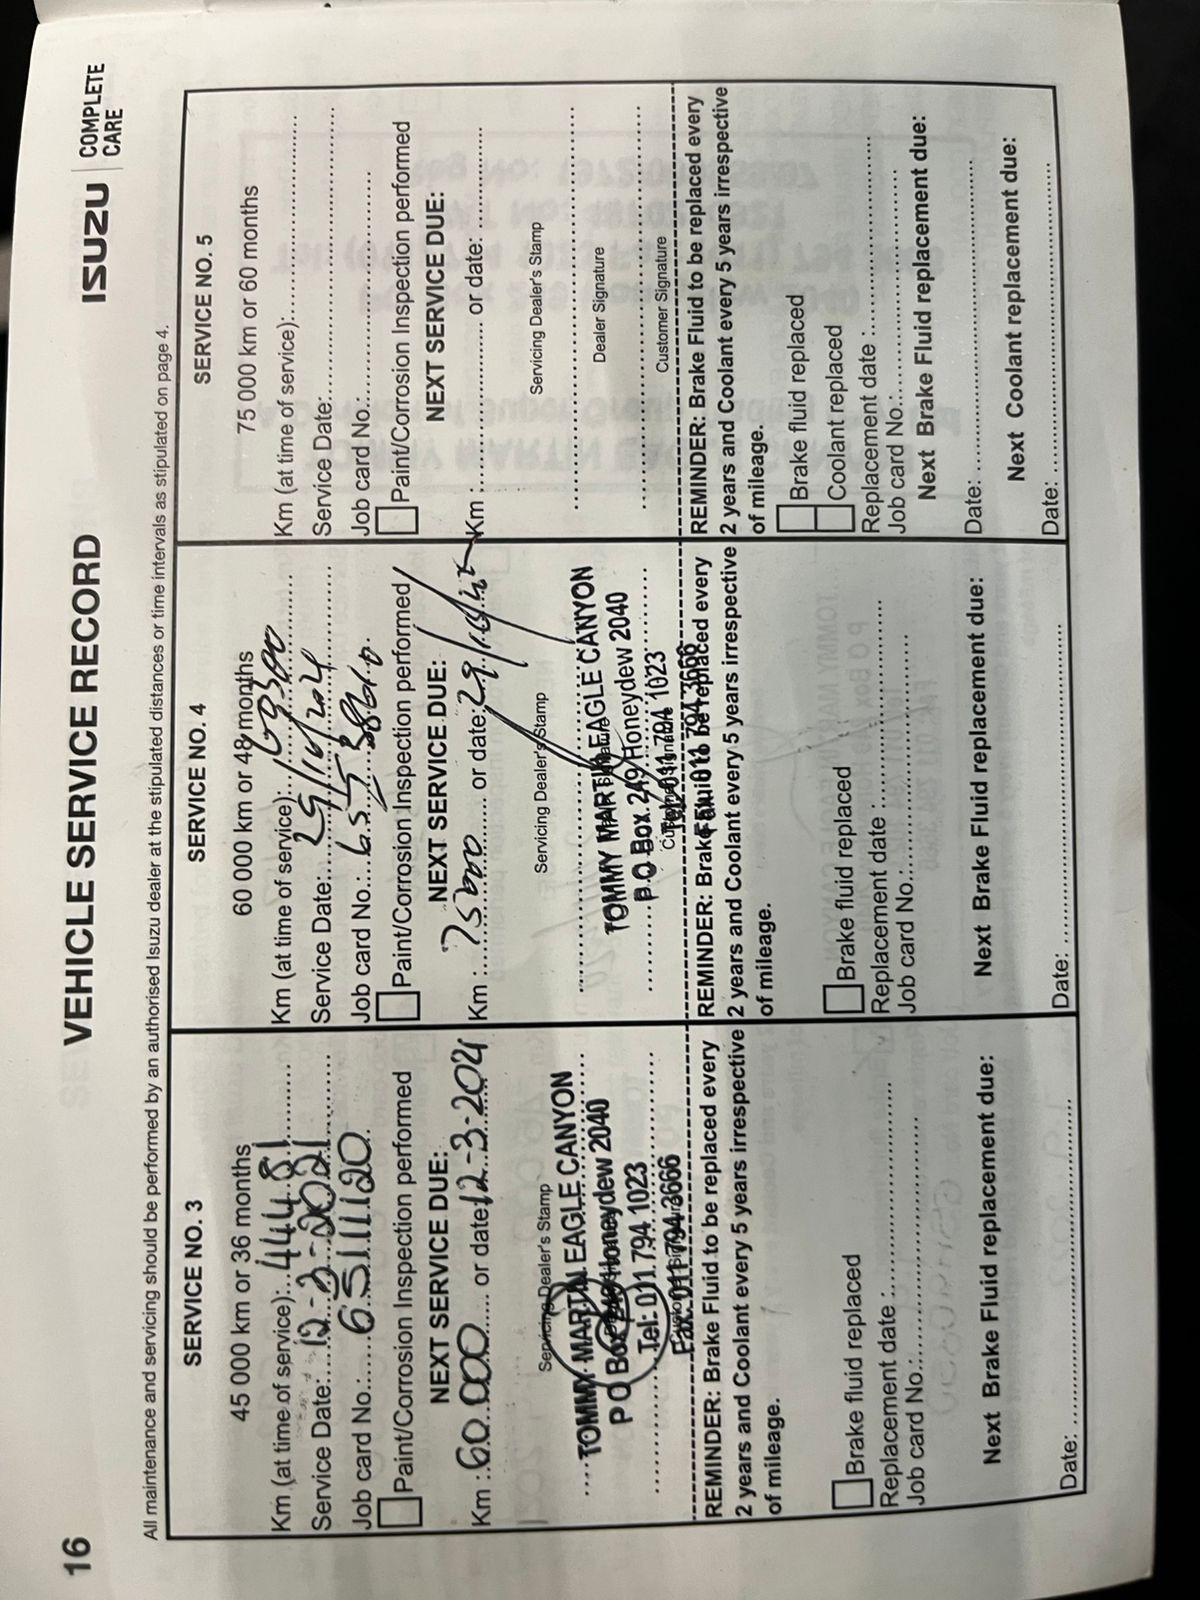 16
VEHICLE SERVICE RECORD
ISUZU COMPLETE CARE
All maintenance and servicing should be performed by an authorised Isuzu dealer at the stipulated distances or time intervals as stipulated on page 4.
SERVICE NO. 3
45 000 km or 36 months
Km (at time of service):..44481
Service Date:..12-3-2021
Job card No.:..65111120
Paint/Corrosion Inspection performed
NEXT SERVICE DUE:
Km :60.000 or date:12-3-202
Servicing Dealer's Stamp
TOMMY MARTIN EAGLE CANYON
P O Box 249 Honeydew 2040
Tel: 011 794 1023
Fax: 011 794 3666
REMINDER: Brake Fluid to be replaced every
2 years and Coolant every 5 years irrespective
of mileage.
Brake fluid replaced
Replacement date :
Job card No.:
Next Brake Fluid replacement due:
Date:
SERVICE NO. 4
60 000 km or 48 months
Km (at time of service):
Service Date:..29/10/24
Job card No.:
Paint/Corrosion Inspection performed
NEXT SERVICE DUE:
Km : 75000 or date: 29/10/25
Servicing Dealer's Stamp
TOMMY MARTIN EAGLE CANYON
P O Box 249 Honeydew 2040
Tel: 011 794 1023
Fax: 011 794 3666
Customer Signature
REMINDER: Brake Fluid to be replaced every
2 years and Coolant every 5 years irrespective
of mileage.
Brake fluid replaced
Replacement date :
Job card No.:
Next Brake Fluid replacement due:
Date:
SERVICE NO. 5
75 000 km or 60 months
Km (at time of service):
Service Date:
Job card No.:
Paint/Corrosion Inspection performed
NEXT SERVICE DUE:
Km : or date:
Servicing Dealer's Stamp
Dealer Signature
Customer Signature
REMINDER: Brake Fluid to be replaced every
2 years and Coolant every 5 years irrespective
of mileage.
Brake fluid replaced
Coolant replaced
Replacement date :
Job card No.:
Next Brake Fluid replacement due:
Date:
Next Coolant replacement due:
Date: